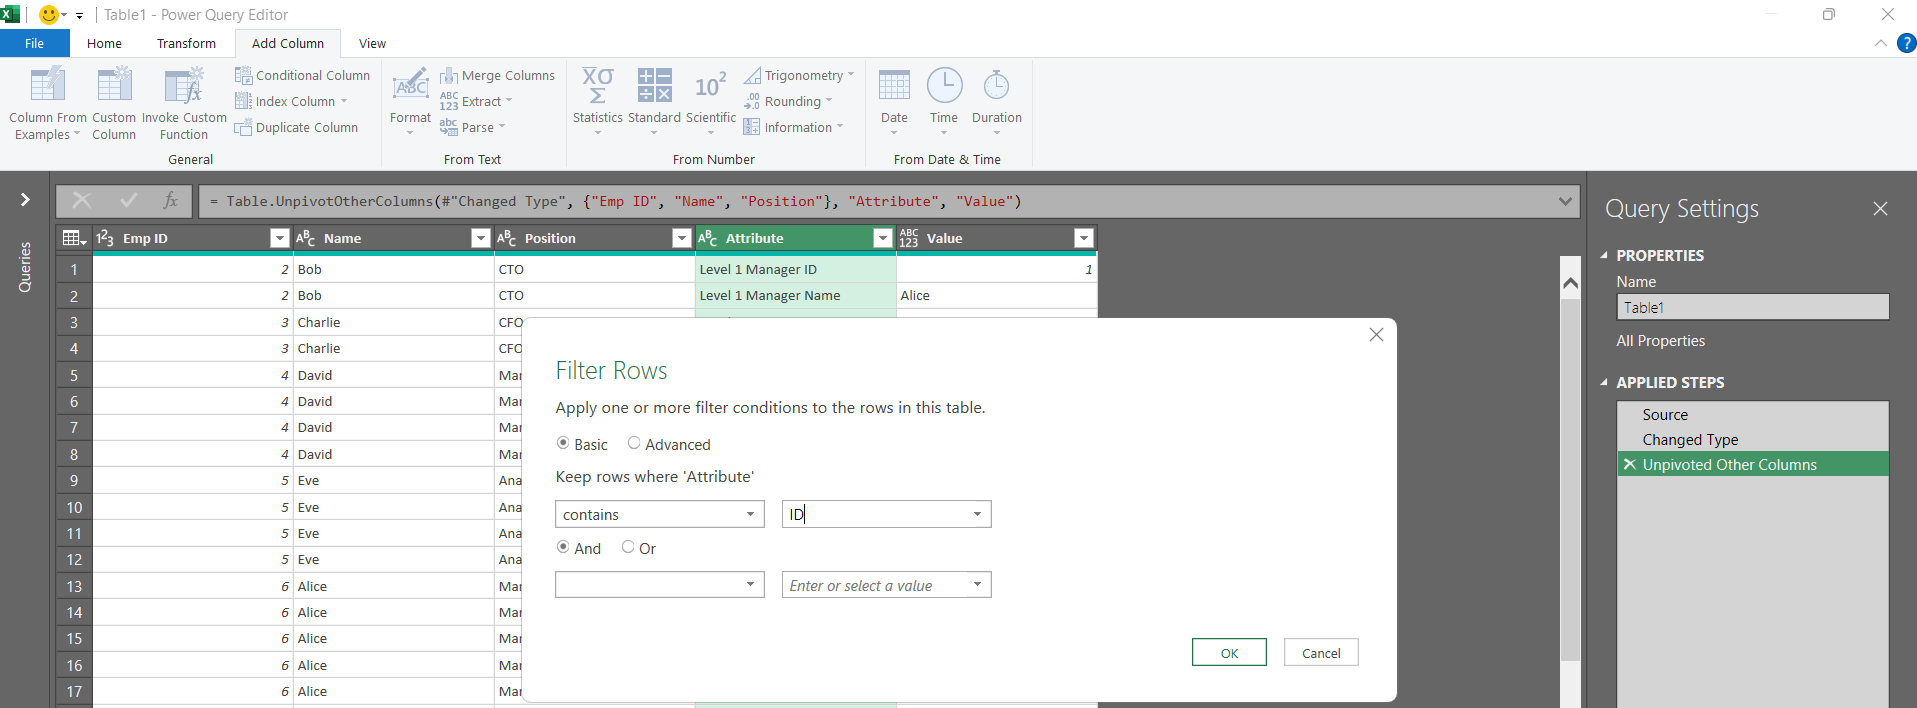 Table1 - Power Query Editor
File Home Transform Add Column View
Column From Examples
Custom Column
Invoke Custom Function
Conditional Column
Index Column
Duplicate Column
General
Format
Merge Columns
Extract
Parse
From Text
Statistics
Standard
10² Scientific
Trigonometry
Rounding
Information
From Number
Date
Time
Duration
From Date & Time
Queries
= Table.UnpivotOtherColumns(#"Changed Type", {"Emp ID", "Name", "Position"}, "Attribute", "Value")
Emp ID Name Position Attribute Value
1 2 Bob CTO Level 1 Manager ID 1
2 2 Bob CTO Level 1 Manager Name Alice
3 3 Charlie CFO
4 3 Charlie CFO
5 4 David Mar
6 4 David Mar
7 4 David Mar
8 4 David Mar
9 5 Eve Ana
10 5 Eve Ana
11 5 Eve Ana
12 5 Eve Ana
13 6 Alice Mar
14 6 Alice Mar
15 6 Alice Mar
16 6 Alice Mar
17 6 Alice Mar
Filter Rows
Apply one or more filter conditions to the rows in this table.
Basic Advanced
Keep rows where 'Attribute'
contains ID
And Or
Enter or select a value
OK Cancel
Query Settings
PROPERTIES
Name
Table1
All Properties
APPLIED STEPS
Source
Changed Type
Unpivoted Other Columns